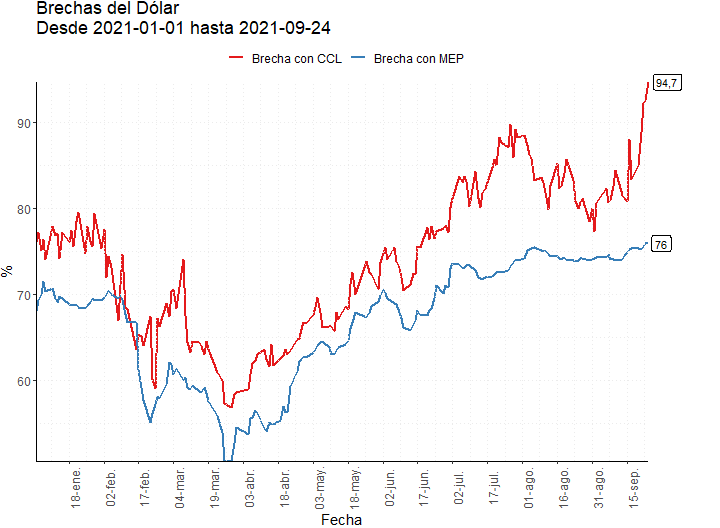 Brechas del Dólar
Desde 2021-01-01 hasta 2021-09-24
Brecha con CCL
Brecha con MEP
94,7
90
80
76
70
60
%
18-ene.
02-feb.
17-feb.
04-mar.
19-mar.
03-abr.
18-abr.
03-may.
18-may.
02-jun.
17-jun.
02-jul.
17-jul.
01-ago.
16-ago.
31-ago.
15-sep.
Fecha